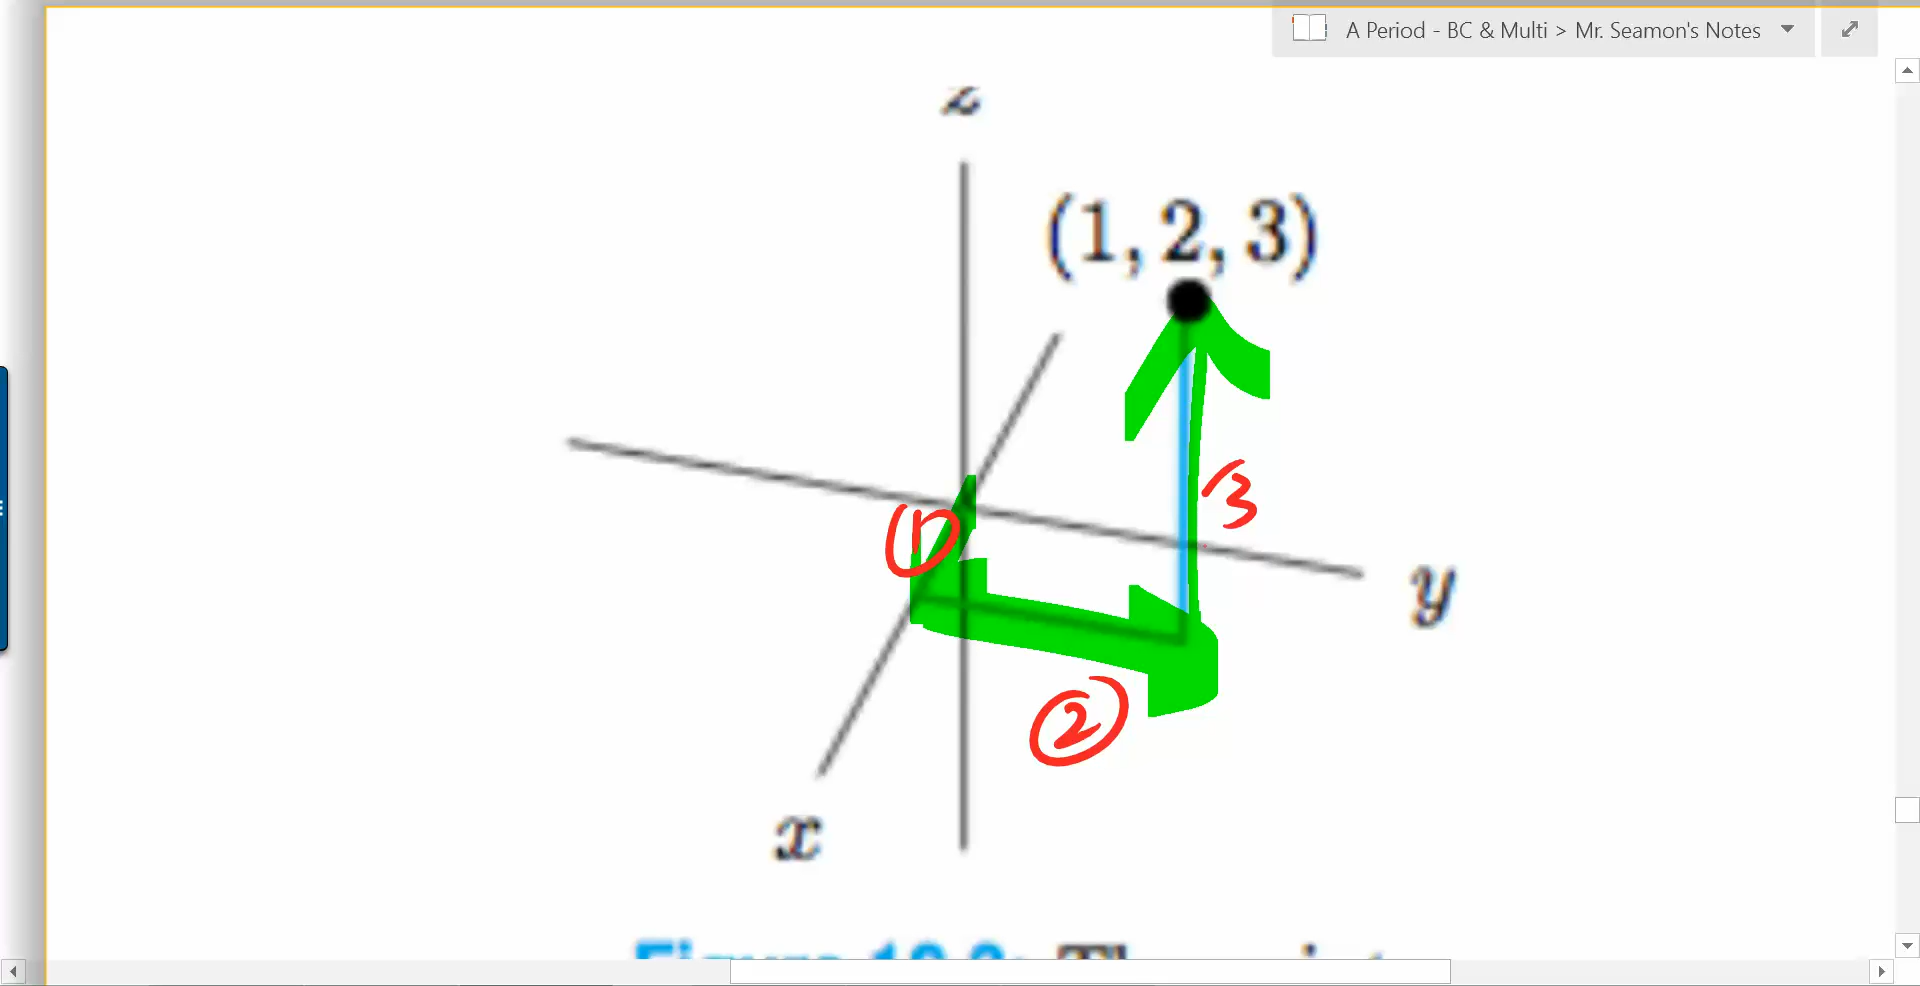 A Period - BC & Multi > Mr. Seamon's Notes
z
(1, 2, 3)
1
3
y
2
x